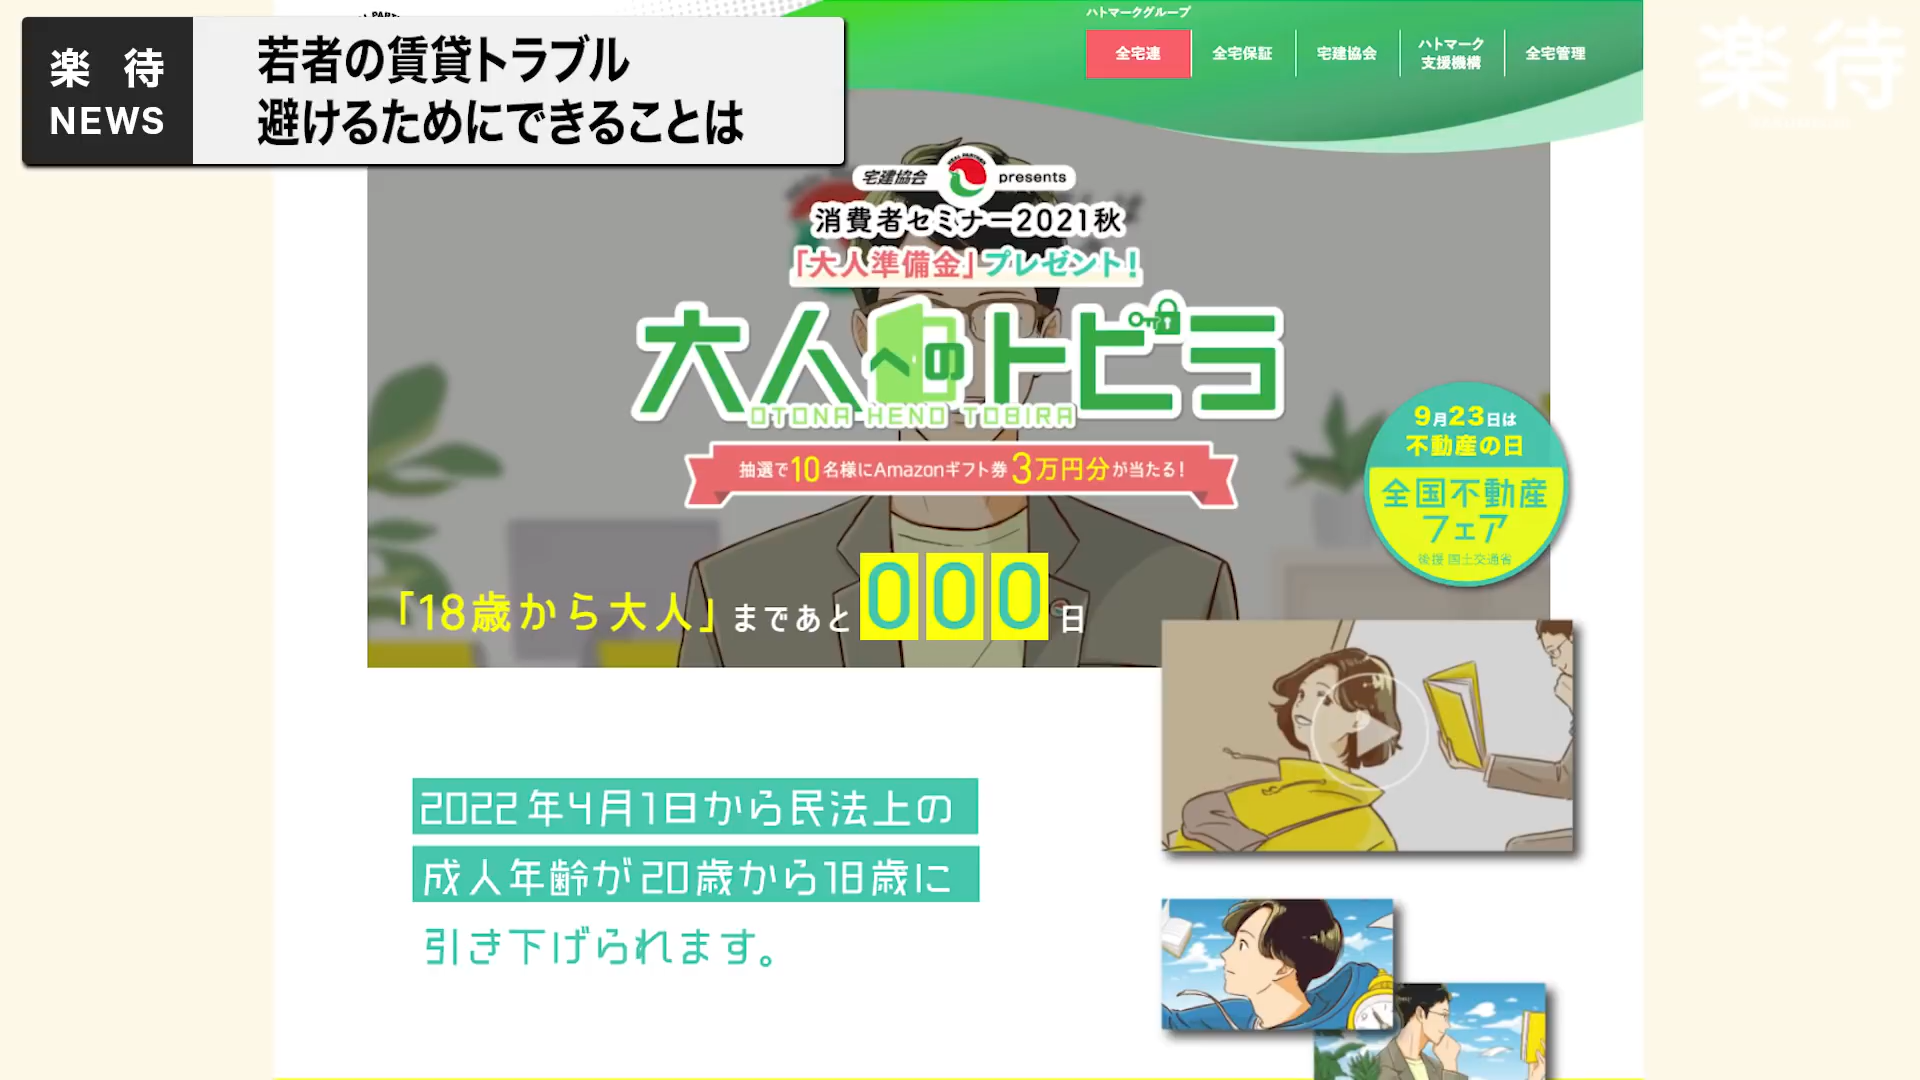 楽待
NEWS
若者の賃貸トラブル
避けるためにできることは
ハトマークグループ
全宅連
全宅保証
宅建協会
ハトマーク
支援機構
全宅管理
楽待
宅建協会 REAL PARTNER presents
消費者セミナー2021秋
「大人準備金」プレゼント!
大人へのトビラ
OTONA HENO TOBIRA
抽選で10名様にAmazonギフト券3万円分が当たる!
9月23日は
不動産の日
全国不動産
フェア
後援 国土交通省
「18歳から大人」まであと000日
2022年4月1日から民法上の
成人年齢が20歳から18歳に
引き下げられます。